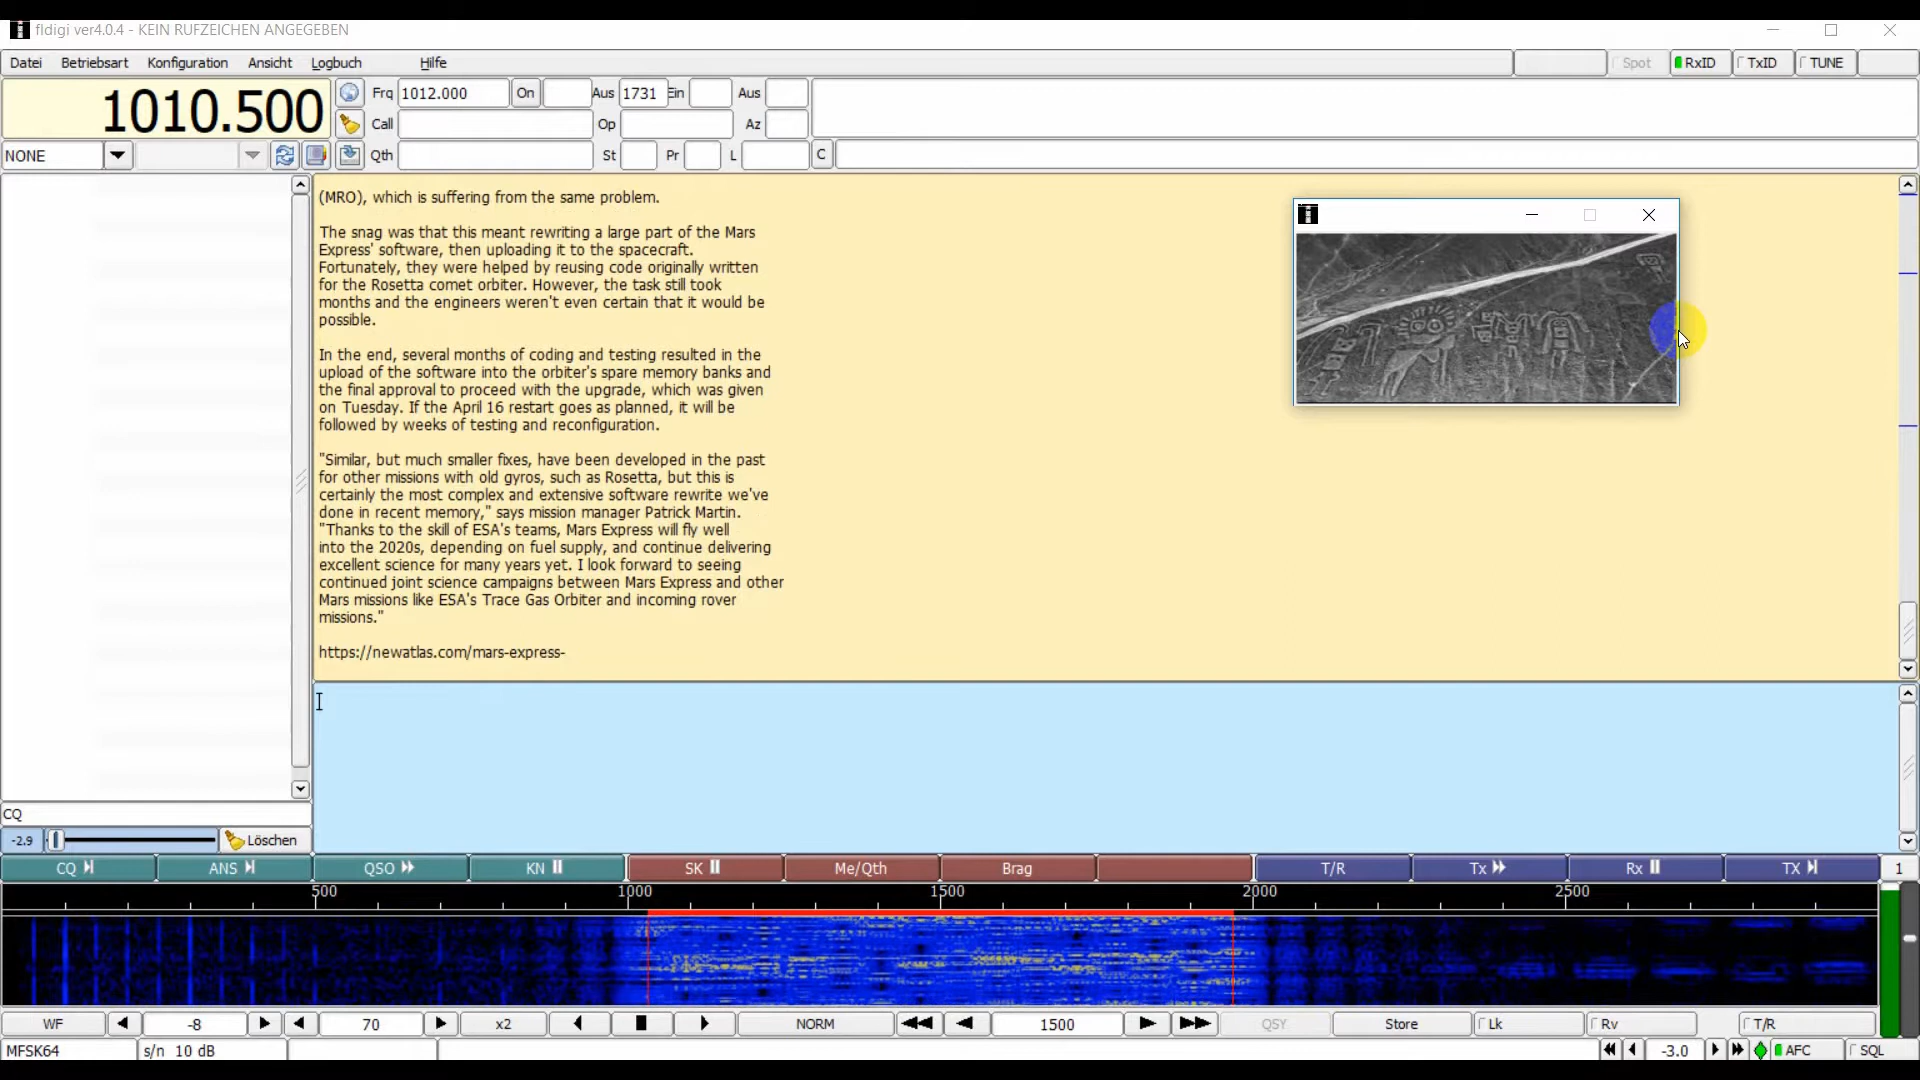 fldigi ver4.0.4 - KEIN RUFZEICHEN ANGEGEBEN
Datei Betriebsart Konfiguration Ansicht Logbuch Hilfe Spot RxID TxID TUNE
1010.500 Frq 1012.000 On Aus 1731 Ein Aus
Call Op Az
NONE Qth St Pr L C
(MRO), which is suffering from the same problem.
The snag was that this meant rewriting a large part of the Mars
Express' software, then uploading it to the spacecraft.
Fortunately, they were helped by reusing code originally written
for the Rosetta comet orbiter. However, the task still took
months and the engineers weren't even certain that it would be
possible.
In the end, several months of coding and testing resulted in the
upload of the software into the orbiter's spare memory banks and
the final approval to proceed with the upgrade, which was given
on Tuesday. If the April 16 restart goes as planned, it will be
followed by weeks of testing and reconfiguration.
"Similar, but much smaller fixes, have been developed in the past
for other missions with old gyros, such as Rosetta, but this is
certainly the most complex and extensive software rewrite we've
done in recent memory," says mission manager Patrick Martin.
"Thanks to the skill of ESA's teams, Mars Express will fly well
into the 2020s, depending on fuel supply, and continue delivering
excellent science for many years yet. I look forward to seeing
continued joint science campaigns between Mars Express and other
Mars missions like ESA's Trace Gas Orbiter and incoming rover
missions."
https://newatlas.com/mars-express-
CQ
-2.9 Löschen
CQ ANS QSO KN SK Me/Qth Brag T/R Tx Rx TX 1
500 1000 1500 2000 2500
WF -8 70 x2 NORM 1500 QSY Store Lk Rv T/R
MFSK64 s/n 10 dB -3.0 AFC SQL